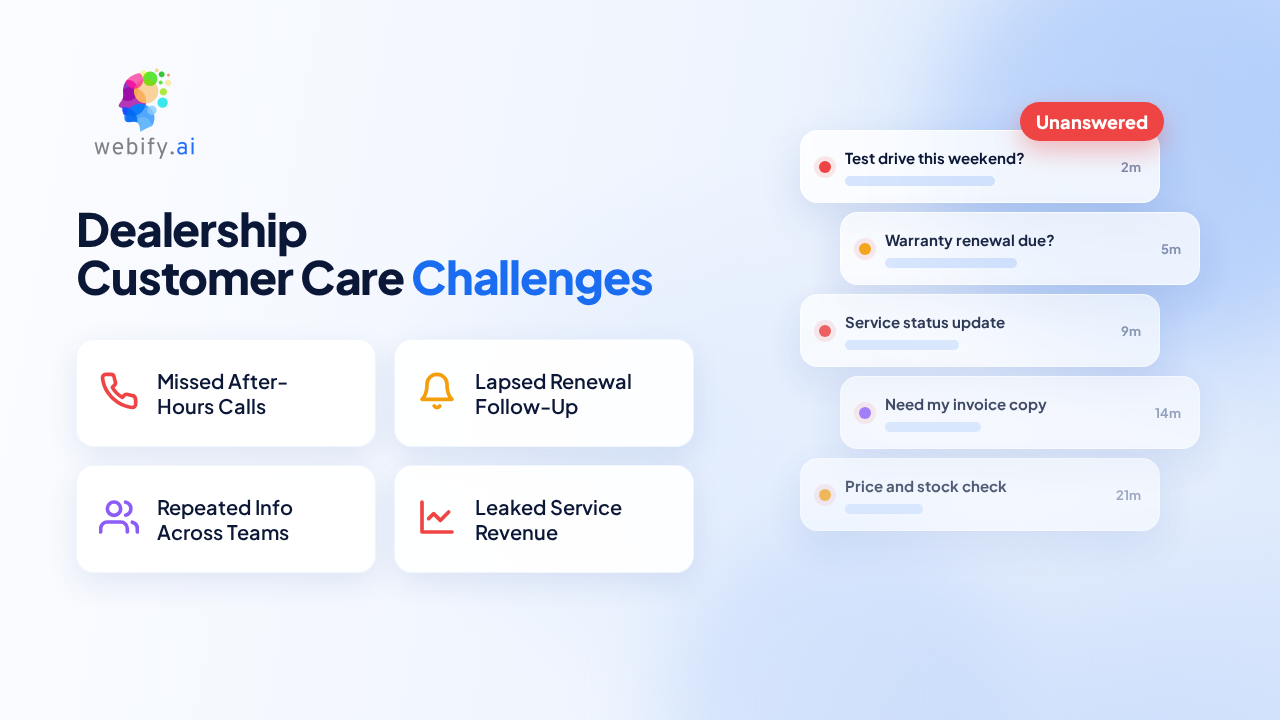 webify.ai
Dealership
Customer Care Challenges
Missed After-
Hours Calls
Lapsed Renewal
Follow-Up
Repeated Info
Across Teams
Leaked Service
Revenue
Unanswered
Test drive this weekend?
2m
Warranty renewal due?
5m
Service status update
9m
Need my invoice copy
14m
Price and stock check
21m